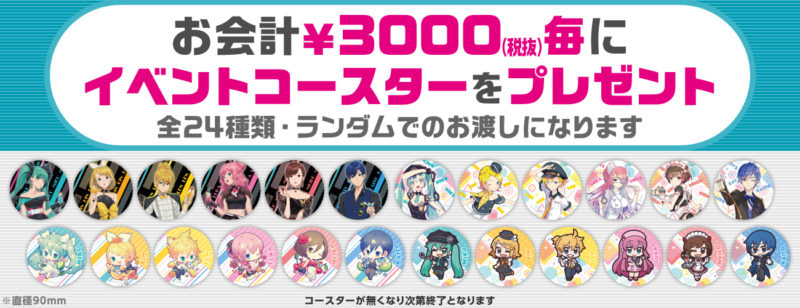 お会計¥3000(税抜)毎に
イベントコースターをプレゼント
全24種類・ランダムでのお渡しになります
※直径90mm
コースターが無くなり次第終了となります